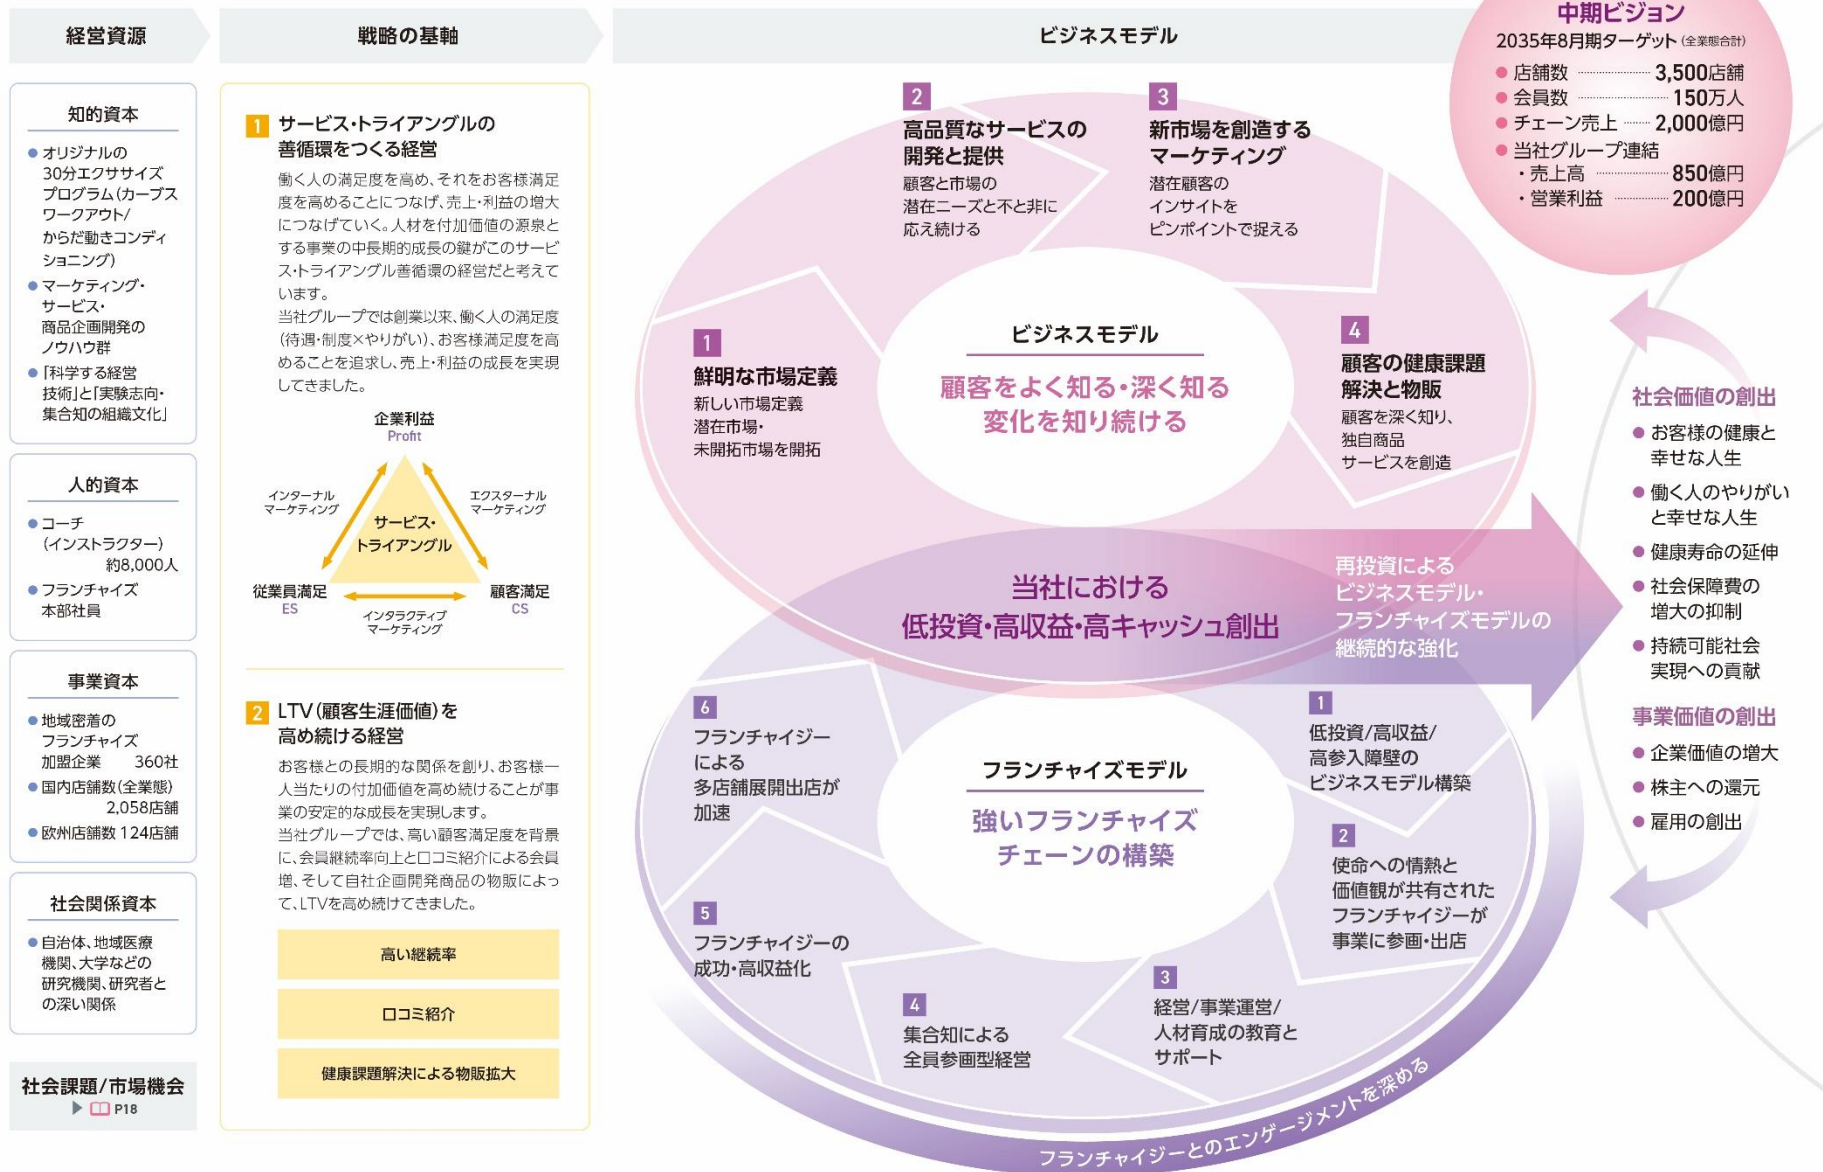 経営資源
戦略の基軸
ビジネスモデル
知的資本
● オリジナルの
30分エクササイズ
プログラム(カーブス
ワークアウト/
からだ動きコンディ
ショニング)
● マーケティング・
サービス・
商品企画開発の
ノウハウ群
● 「科学する経営
技術」と「実験志向・
集合知の組織文化」
人的資本
● コーチ
(インストラクター)
約8,000人
● フランチャイズ
本部社員
事業資本
● 地域密着の
フランチャイズ
加盟企業 360社
● 国内店舗数(全業態)
2,058店舗
● 欧州店舗数 124店舗
社会関係資本
● 自治体、地域医療
機関、大学などの
研究機関、研究者と
の深い関係
社会課題/市場機会
▶ P18
1 サービス・トライアングルの
善循環をつくる経営
働く人の満足度を高め、それをお客様満足
度を高めることにつなげ、売上・利益の増大
につなげていく。人材を付加価値の源泉と
する事業の中長期的成長の鍵がこのサービ
ス・トライアングル善循環の経営だと考えて
います。
当社グループでは創業以来、働く人の満足度
(待遇・制度×やりがい)、お客様満足度を高
めることを追求し、売上・利益の成長を実現
してきました。
企業利益
Profit
インターナル
マーケティング
エクスターナル
マーケティング
サービス・
トライアングル
従業員満足
ES
顧客満足
CS
インタラクティブ
マーケティング
2 LTV(顧客生涯価値)を
高め続ける経営
お客様との長期的な関係を創り、お客様一
人当たりの付加価値を高め続けることが事
業の安定的な成長を実現します。
当社グループでは、高い顧客満足度を背景
に、会員継続率向上と口コミ紹介による会員
増、そして自社企画開発商品の物販によっ
て、LTVを高め続けてきました。
高い継続率
口コミ紹介
健康課題解決による物販拡大
1
鮮明な市場定義
新しい市場定義
潜在市場・
未開拓市場を開拓
2
高品質なサービスの
開発と提供
顧客と市場の
潜在ニーズと不と非に
応え続ける
3
新市場を創造する
マーケティング
潜在顧客の
インサイトを
ピンポイントで捉える
4
顧客の健康課題
解決と物販
顧客を深く知り、
独自商品
サービスを創造
ビジネスモデル
顧客をよく知る・深く知る
変化を知り続ける
当社における
低投資・高収益・高キャッシュ創出
再投資による
ビジネスモデル・
フランチャイズモデルの
継続的な強化
フランチャイズモデル
強いフランチャイズ
チェーンの構築
1
低投資/高収益/
高参入障壁の
ビジネスモデル構築
2
使命への情熱と
価値観が共有された
フランチャイジーが
事業に参画・出店
3
経営/事業運営/
人材育成の教育と
サポート
4
集合知による
全員参画型経営
5
フランチャイジーの
成功・高収益化
6
フランチャイジー
による
多店舗展開出店が
加速
フランチャイジーとのエンゲージメントを深める
中期ビジョン
2035年8月期ターゲット(全業態合計)
● 店舗数 ………… 3,500店舗
● 会員数 ………… 150万人
● チェーン売上 …… 2,000億円
● 当社グループ連結
・売上高 ………… 850億円
・営業利益 ……… 200億円
社会価値の創出
● お客様の健康と
幸せな人生
● 働く人のやりがい
と幸せな人生
● 健康寿命の延伸
● 社会保障費の
増大の抑制
● 持続可能社会
実現への貢献
事業価値の創出
● 企業価値の増大
● 株主への還元
● 雇用の創出